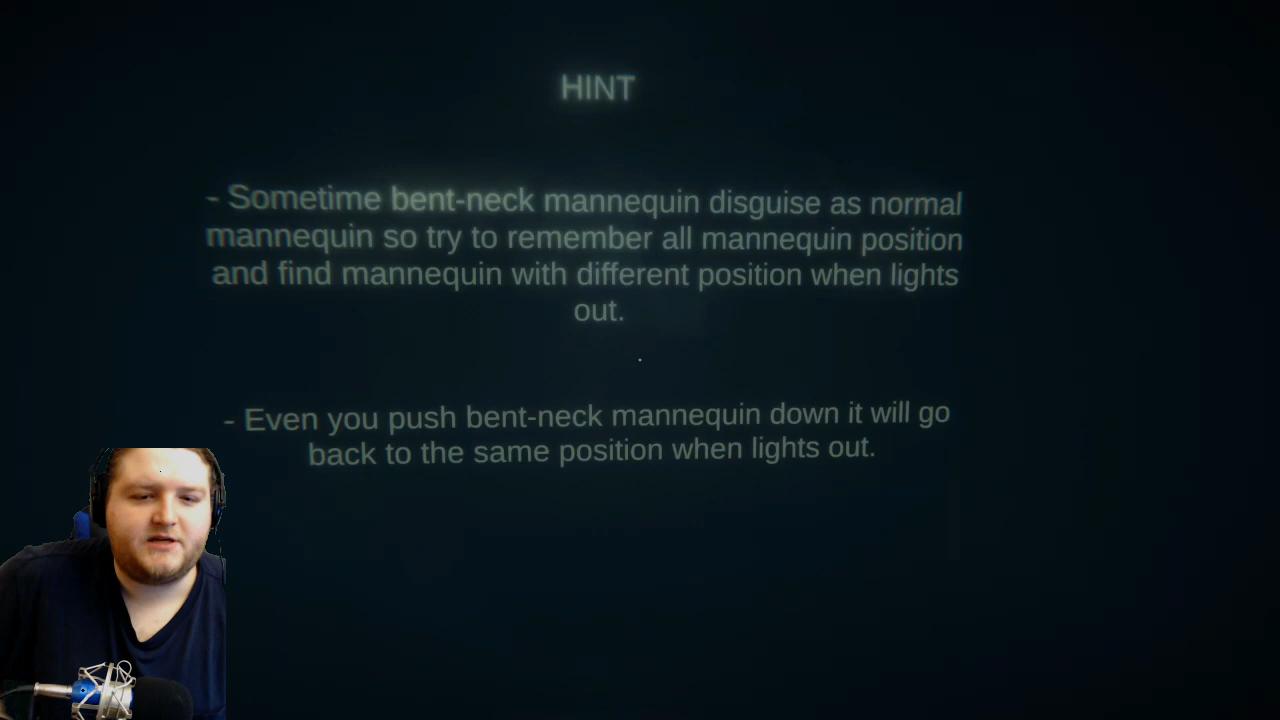 HINT
- Sometime bent-neck mannequin disguise as normal
mannequin so try to remember all mannequin position
and find mannequin with different position when lights
out.
- Even you push bent-neck mannequin down it will go
back to the same position when lights out.